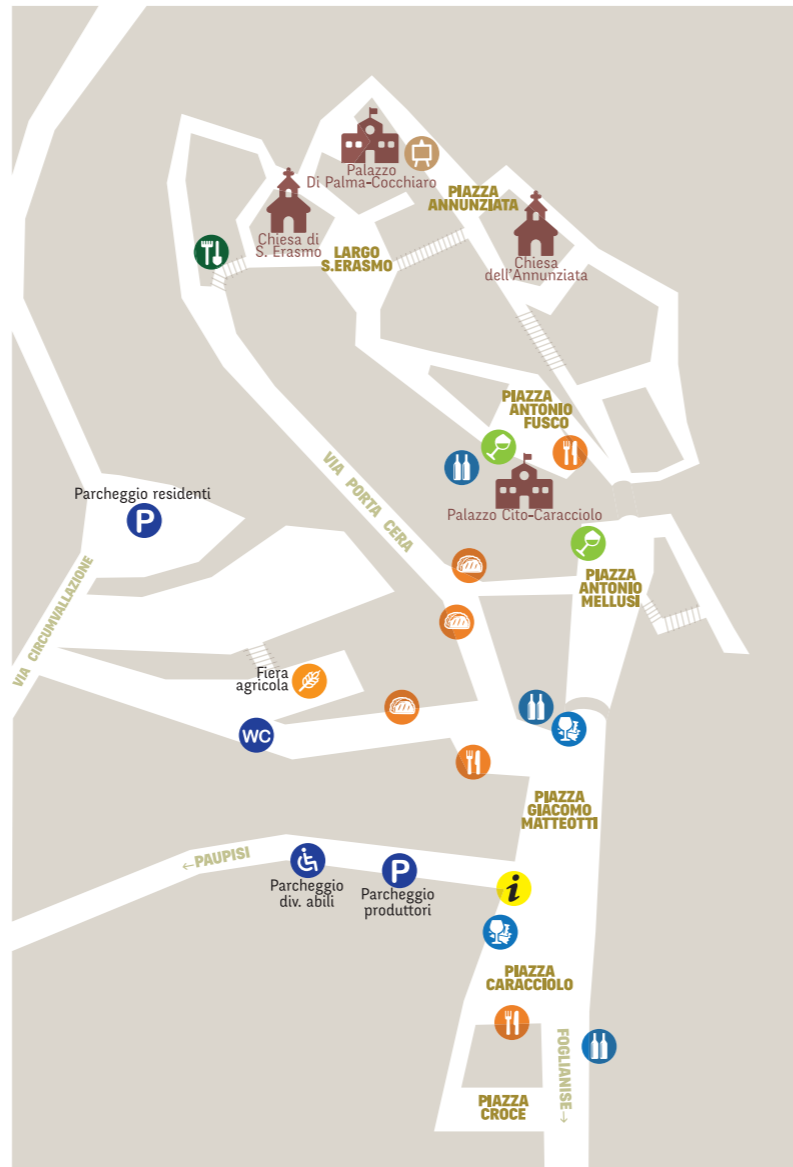 Palazzo
Di Palma-Cocchiaro
PIAZZA
ANNUNZIATA
Chiesa di
S. Erasmo
LARGO
S.ERASMO
Chiesa
dell'Annunziata
PIAZZA
ANTONIO
FUSCO
VIA PORTA CERA
Parcheggio residenti
P
Palazzo Cito-Caracciolo
PIAZZA
ANTONIO
MELLUSI
VIA CIRCUMVALLAZIONE
Fiera
agricola
WC
PIAZZA
GIACOMO
MATTEOTTI
←PAUPISI
Parcheggio
div. abili
P
Parcheggio
produttori
i
PIAZZA
CARACCIOLO
FOGLIANISE→
PIAZZA
CROCE